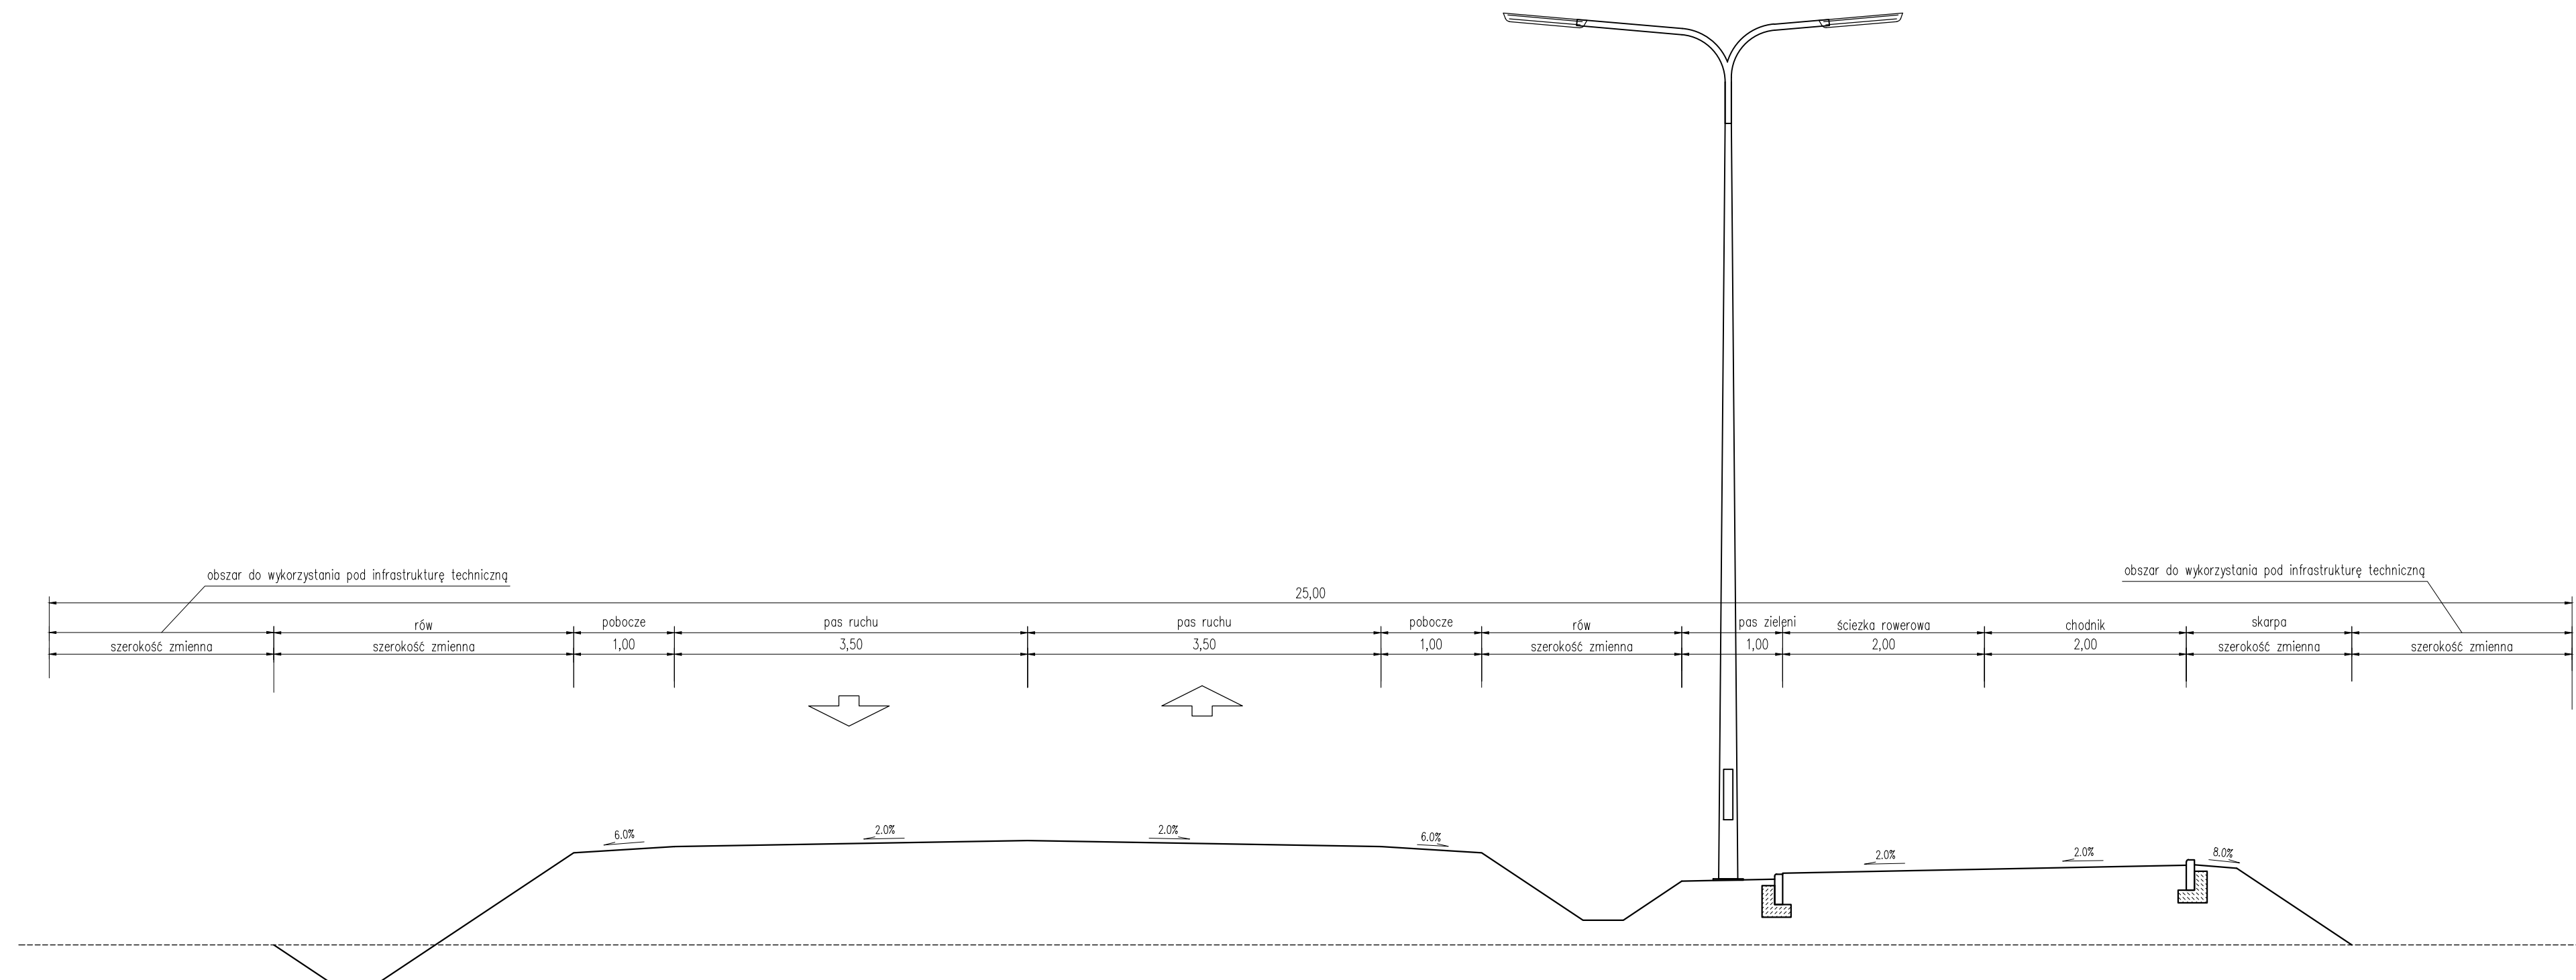 obszar do wykorzystania pod infrastrukturę techniczną
obszar do wykorzystania pod infrastrukturę techniczną
25,00
rów
pobocze
pas ruchu
pas ruchu
pobocze
rów
pas zieleni
ściezka rowerowa
chodnik
skarpa
szerokość zmienna
szerokość zmienna
1,00
3,50
3,50
1,00
szerokość zmienna
1,00
2,00
2,00
szerokość zmienna
szerokość zmienna
6.0%
2.0%
2.0%
6.0%
2.0%
2.0%
8.0%